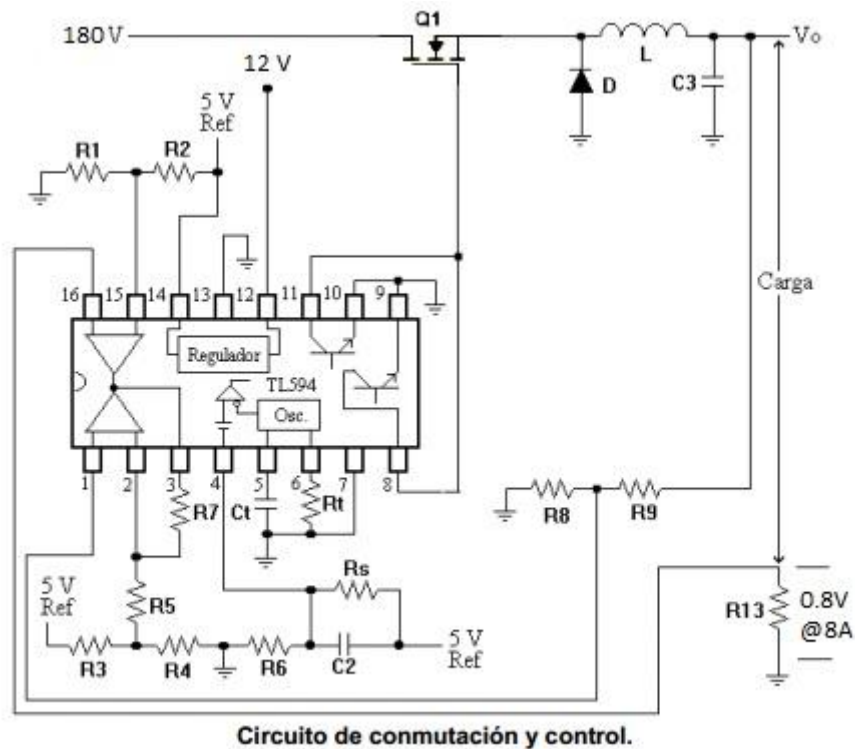 Q1
180V
Vo
L
D
C3
12 V
5 V
Ref
R1
R2
16
15
14
13
12
11
10
9
Carga
Regulador
TL594
Osc.
1
2
3
4
5
6
7
8
R7
Ct
Rt
R8
R9
Rs
5 V
Ref
R5
R13
0.8V
@8A
R3
R4
R6
C2
5 V
Ref
Circuito de conmutación y control.